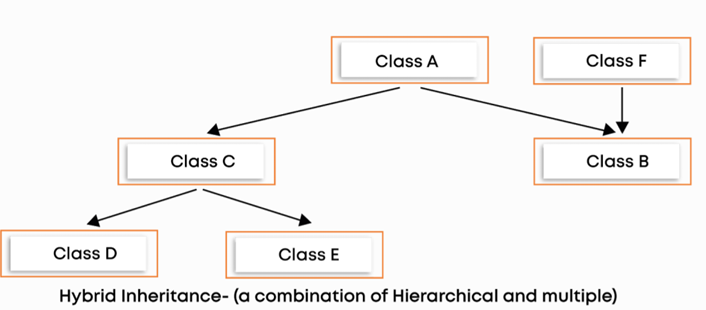 Class A
Class F
Class C
Class B
Class D
Class E
Hybrid Inheritance- (a combination of Hierarchical and multiple)